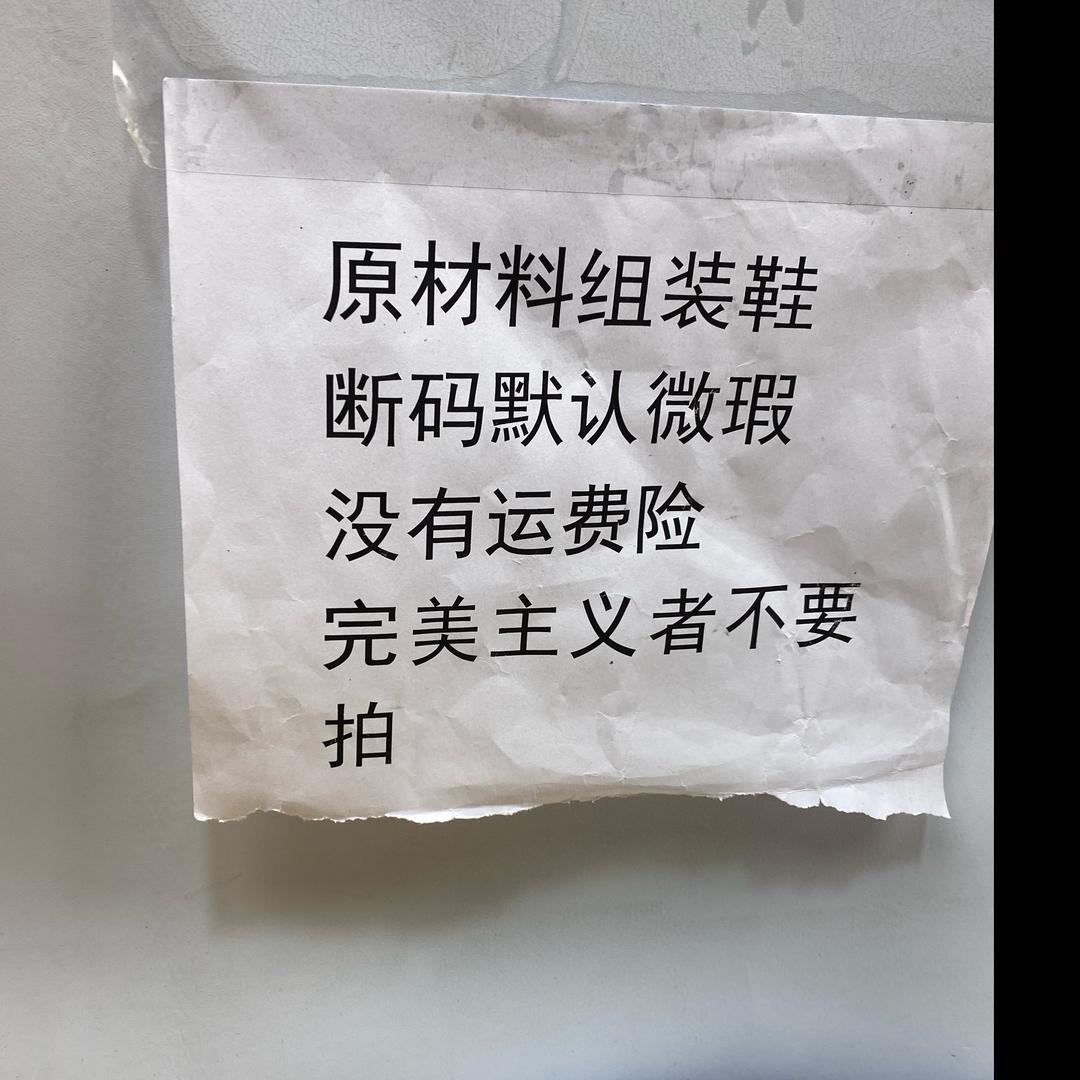 原材料组装鞋
断码默认微瑕
没有运费险
完美主义者不要
拍